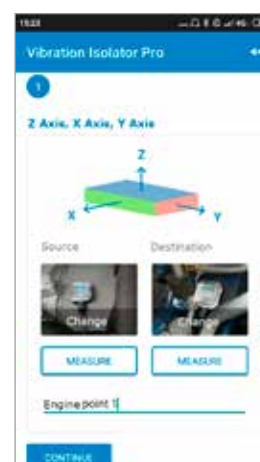 Vibration Isolator Pro
1
Z Axis, X Axis, Y Axis
Z
X Y
Source Destination
Change Change
MEASURE MEASURE
Engine point 1
CONTINUE